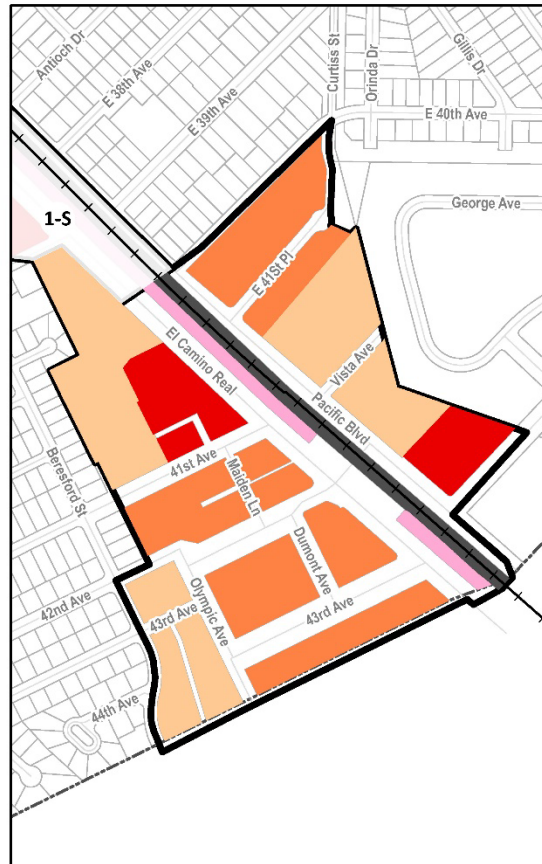 Antioch Dr
E 38th Ave
E 39th Ave
Curtiss St
Orinda Dr
Gillis Dr
E 40th Ave
1-S
George Ave
E 41St Pl
El Camino Real
Vista Ave
Pacific Blvd
Beresford St
41st Ave
Maiden Ln
Dumont Ave
42nd Ave
43rd Ave
Olympic Ave
43rd Ave
44th Ave